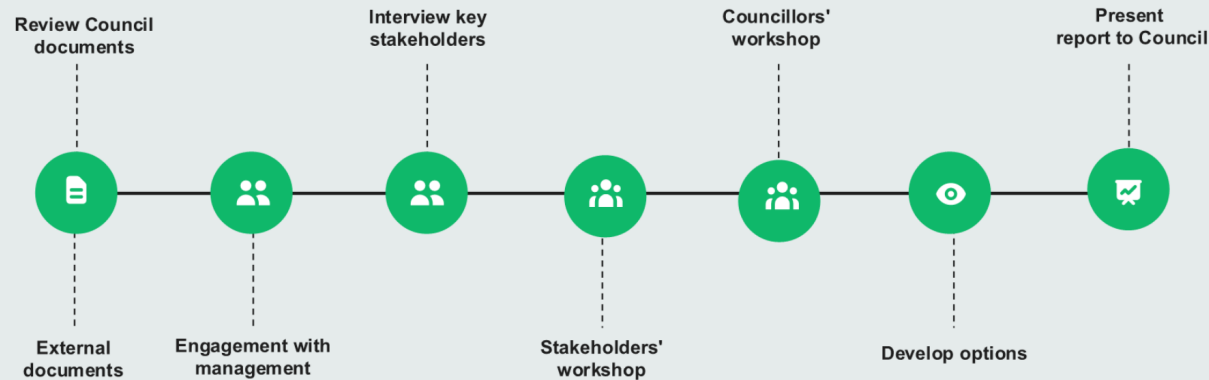 Review Council
documents
Interview key
stakeholders
Councillors'
workshop
Present
report to Council
External
documents
Engagement with
management
Stakeholders'
workshop
Develop options